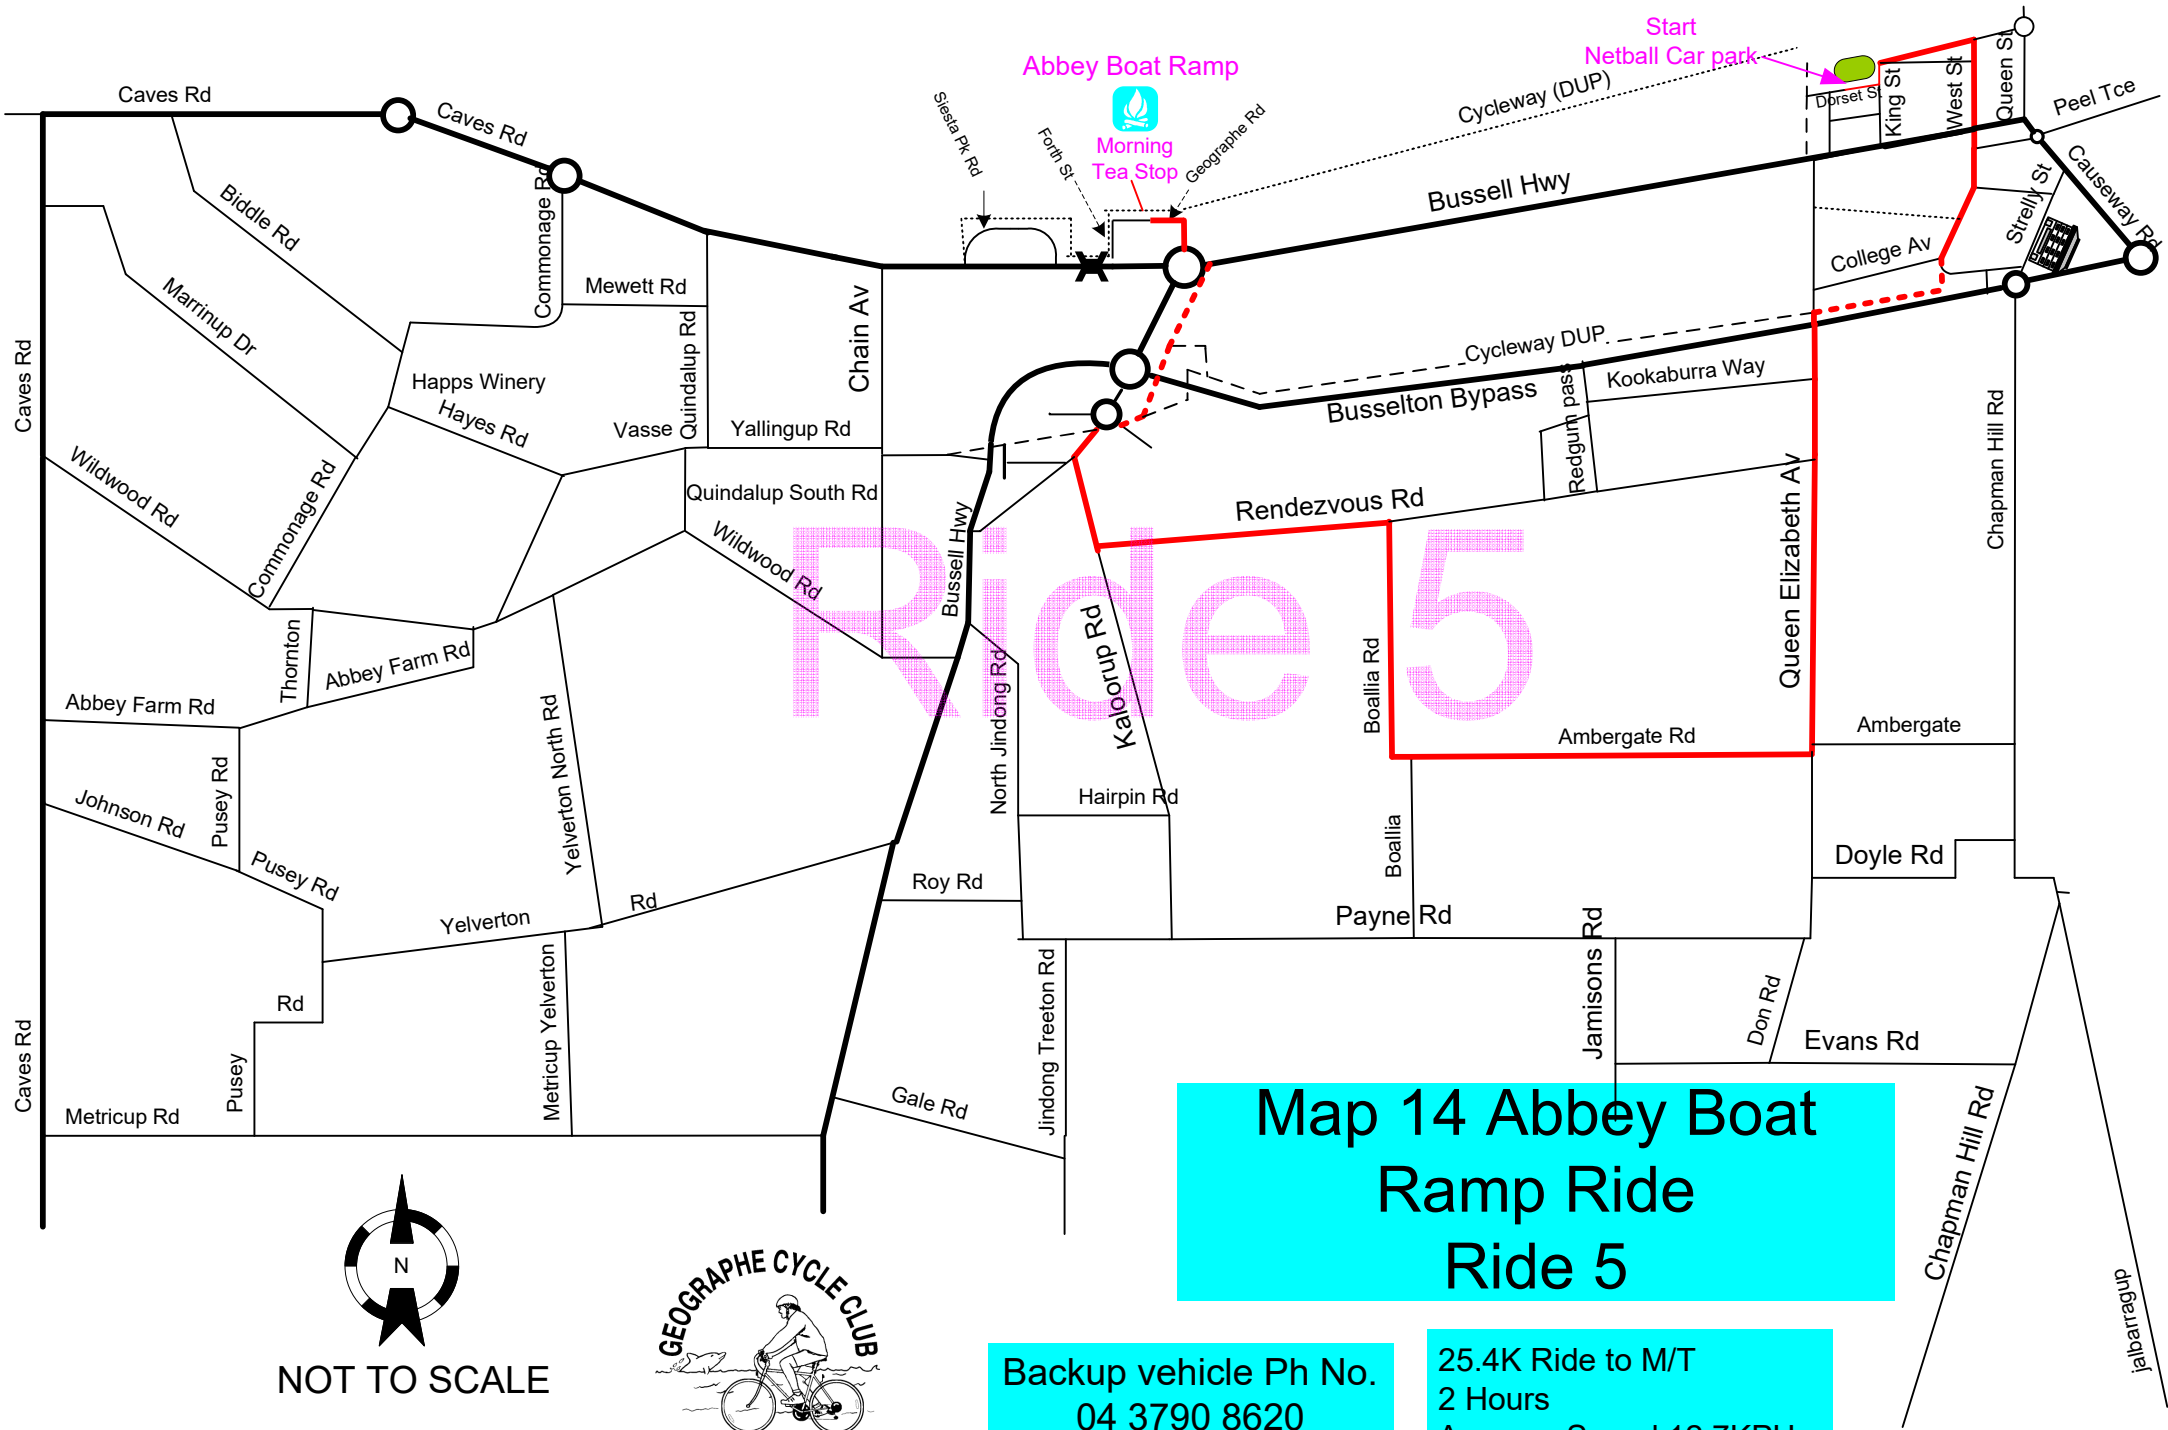 Start
Netball Car park
Abbey Boat Ramp
Morning
Tea Stop
Siesta Pk Rd
Forth St
Geographe Rd
Cycleway (DUP)
Dorset St
King St
West St
Queen St
Peel Tce
Causeway Rd
Strelly St
College Av
Bussell Hwy
Caves Rd
Caves Rd
Biddle Rd
Commonage Rd
Mewett Rd
Marrinup Dr
Caves Rd
Happs Winery
Hayes Rd
Quindalup Rd
Chain Av
Vasse
Yallingup Rd
Cycleway DUP
Busselton Bypass
Redgum pass
Kookaburra Way
Chapman Hill Rd
Wildwood Rd
Commonage Rd
Quindalup South Rd
Wildwood Rd
Bussell Hwy
Rendezvous Rd
Queen Elizabeth Av
Ride 5
Thornton
Abbey Farm Rd
Abbey Farm Rd
Yelverton North Rd
North Jindong Rd
Kaloorup Rd
Boallia Rd
Ambergate Rd
Ambergate
Pusey Rd
Johnson Rd
Pusey Rd
Hairpin Rd
Boallia
Doyle Rd
Roy Rd
Yelverton
Rd
Payne Rd
Jamisons Rd
Don Rd
Evans Rd
Rd
Pusey
Metricup Yelverton
Jindong Treeton Rd
Caves Rd
Metricup Rd
Gale Rd
Chapman Hill Rd
jalbarragup
Map 14 Abbey Boat
Ramp Ride
Ride 5
N
NOT TO SCALE
GEOGRAPHE CYCLE CLUB
Backup vehicle Ph No.
04 3790 8620
25.4K Ride to M/T
2 Hours